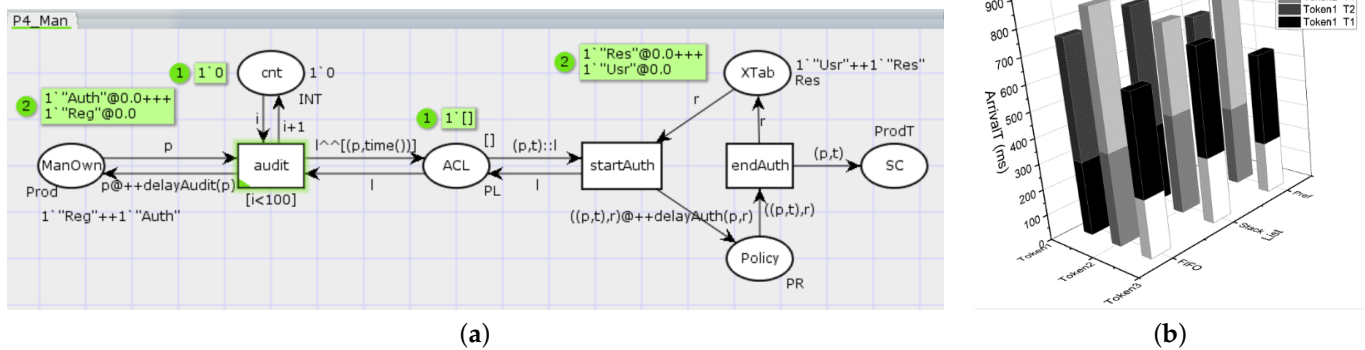 P4_Man
1`"Auth"@0.0+++
1`"Reg"@0.0
2
1
1`0
cnt
1`0
INT
i
i+1
2
1`"Res"@0.0+++
1`"Usr"@0.0
XTab
1`"Usr"++1`"Res"
Res
r
r
1
1`[]
ManOwn
Prod
1`"Reg"++1`"Auth"
p
p@++delayAudit(p)
audit
[i<100]
l^^[(p,time())]
l
ACL
[]
PL
(p,t)::l
l
startAuth
endAuth
(p,t)
ProdT
SC
((p,t),r)@++delayAuth(p,r)
((p,t),r)
Policy
PR
(a)
Token1 T2
Token1 T1
900
800
700
600
500
400
300
200
100
0
ArrivalT (ms)
Token1
Token2
Token3
FIFO
Stack
Pref
List
(b)